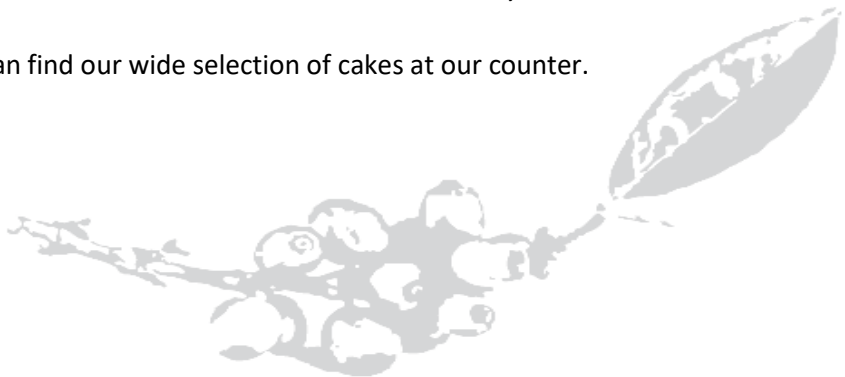 an find our wide selection of cakes at our counter.